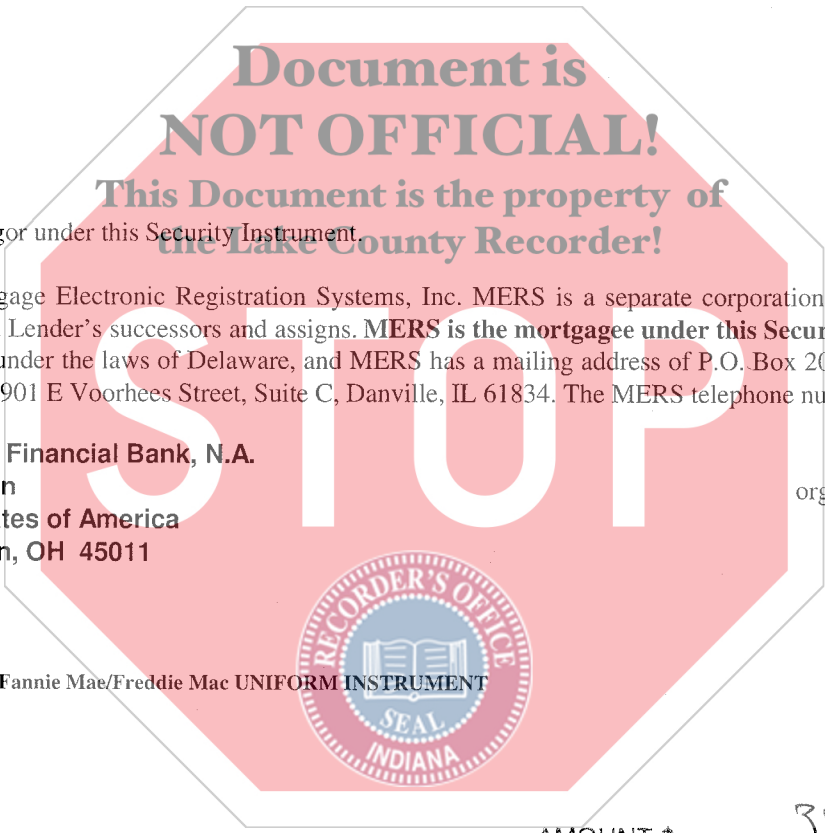 Document is
NOT OFFICIAL!
This Document is the property of
the Lake County Recorder!
gor under this Security Instrument.
gage Electronic Registration Systems, Inc. MERS is a separate corporation
Lender's successors and assigns. MERS is the mortgagee under this Secur
under the laws of Delaware, and MERS has a mailing address of P.O. Box 20
901 E Voorhees Street, Suite C, Danville, IL 61834. The MERS telephone nu
Financial Bank, N.A.
n
org
tes of America
n, OH 45011
STOP
RECORDER'S OFFICE
SEAL
INDIANA
Fannie Mae/Freddie Mac UNIFORM INSTRUMENT
AMOUNT $